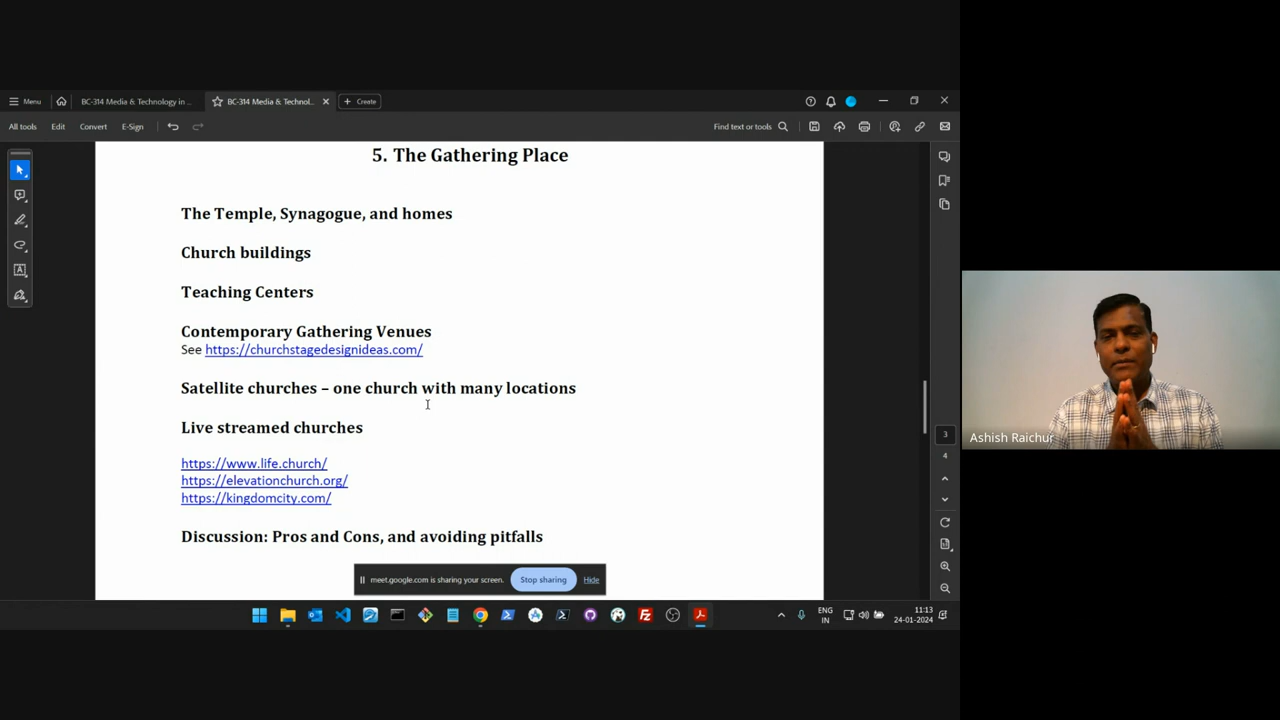 Menu
BC-314 Media & Technology in ...
BC-314 Media & Technol...
Create
All tools
Edit
Convert
E-Sign
Find text or tools
5. The Gathering Place
The Temple, Synagogue, and homes
Church buildings
Teaching Centers
Contemporary Gathering Venues
See https://churchstagedesignideas.com/
Satellite churches – one church with many locations
Live streamed churches
https://www.life.church/
https://elevationchurch.org/
https://kingdomcity.com/
Discussion: Pros and Cons, and avoiding pitfalls
3
4
meet.google.com is sharing your screen.
Stop sharing
Hide
ENG
IN
11:13
24-01-2024
Ashish Raichur